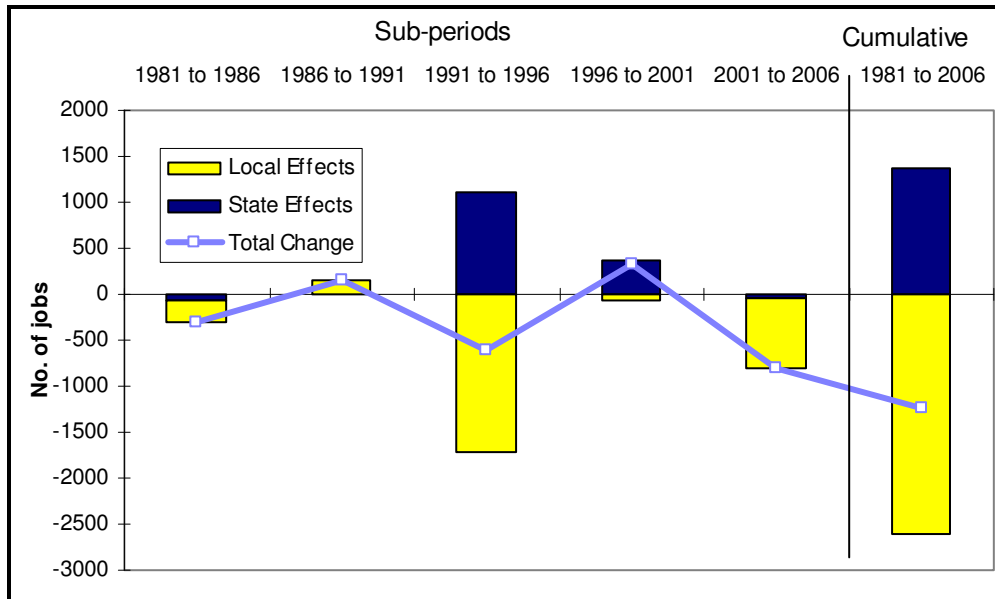 Sub-periods
Cumulative
1981 to 1986 1986 to 1991 1991 to 1996 1996 to 2001 2001 to 2006 1981 to 2006
No. of jobs
2000
1500
1000
500
0
-500
-1000
-1500
-2000
-2500
-3000
Local Effects
State Effects
Total Change